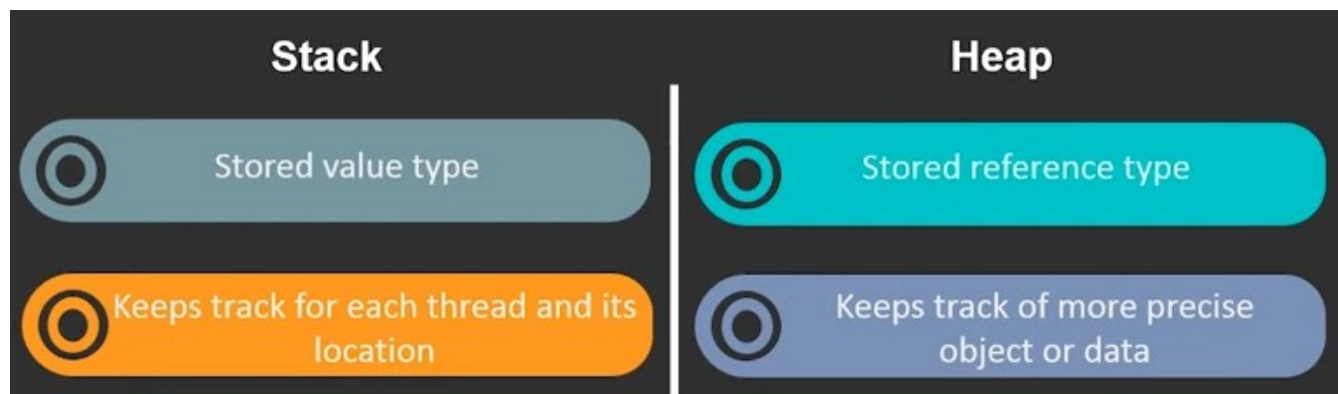 Stack
Heap
Stored value type
Stored reference type
Keeps track for each thread and its
location
Keeps track of more precise
object or data